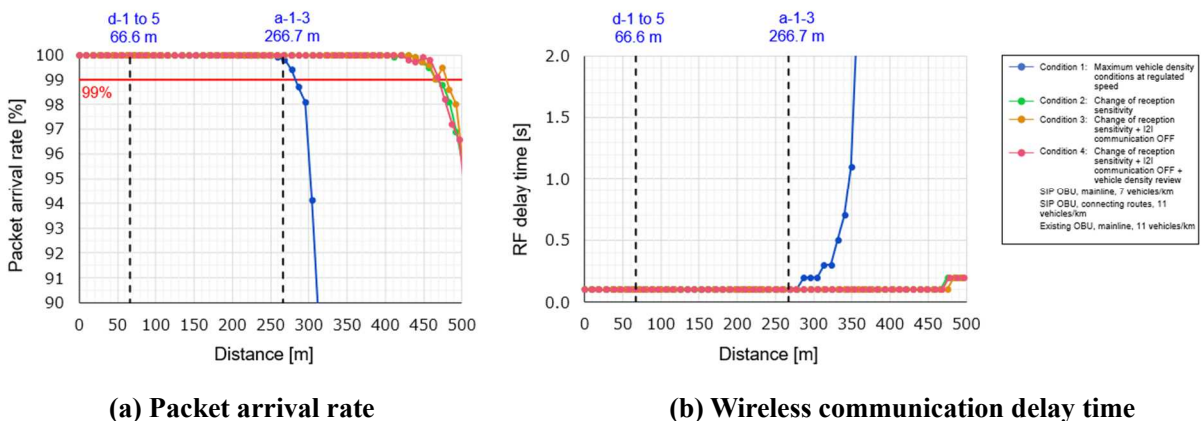 d-1 to 5
66.6 m
a-1-3
266.7 m
100
99
98
97
96
95
94
93
92
91
90
99%
Packet arrival rate [%]
0 50 100 150 200 250 300 350 400 450 500
Distance [m]
(a) Packet arrival rate
d-1 to 5
66.6 m
a-1-3
266.7 m
2.0
1.5
1.0
0.5
0.0
RF delay time [s]
0 50 100 150 200 250 300 350 400 450 500
Distance [m]
(b) Wireless communication delay time
Condition 1: Maximum vehicle density
conditions at regulated
speed
Condition 2: Change of reception
sensitivity
Condition 3: Change of reception
sensitivity + I2I
communication OFF
Condition 4: Change of reception
sensitivity + I2I
communication OFF +
vehicle density review
SIP OBU, mainline, 7 vehicles/km
SIP OBU, connecting routes, 11
vehicles/km
Existing OBU, mainline, 11 vehicles/km